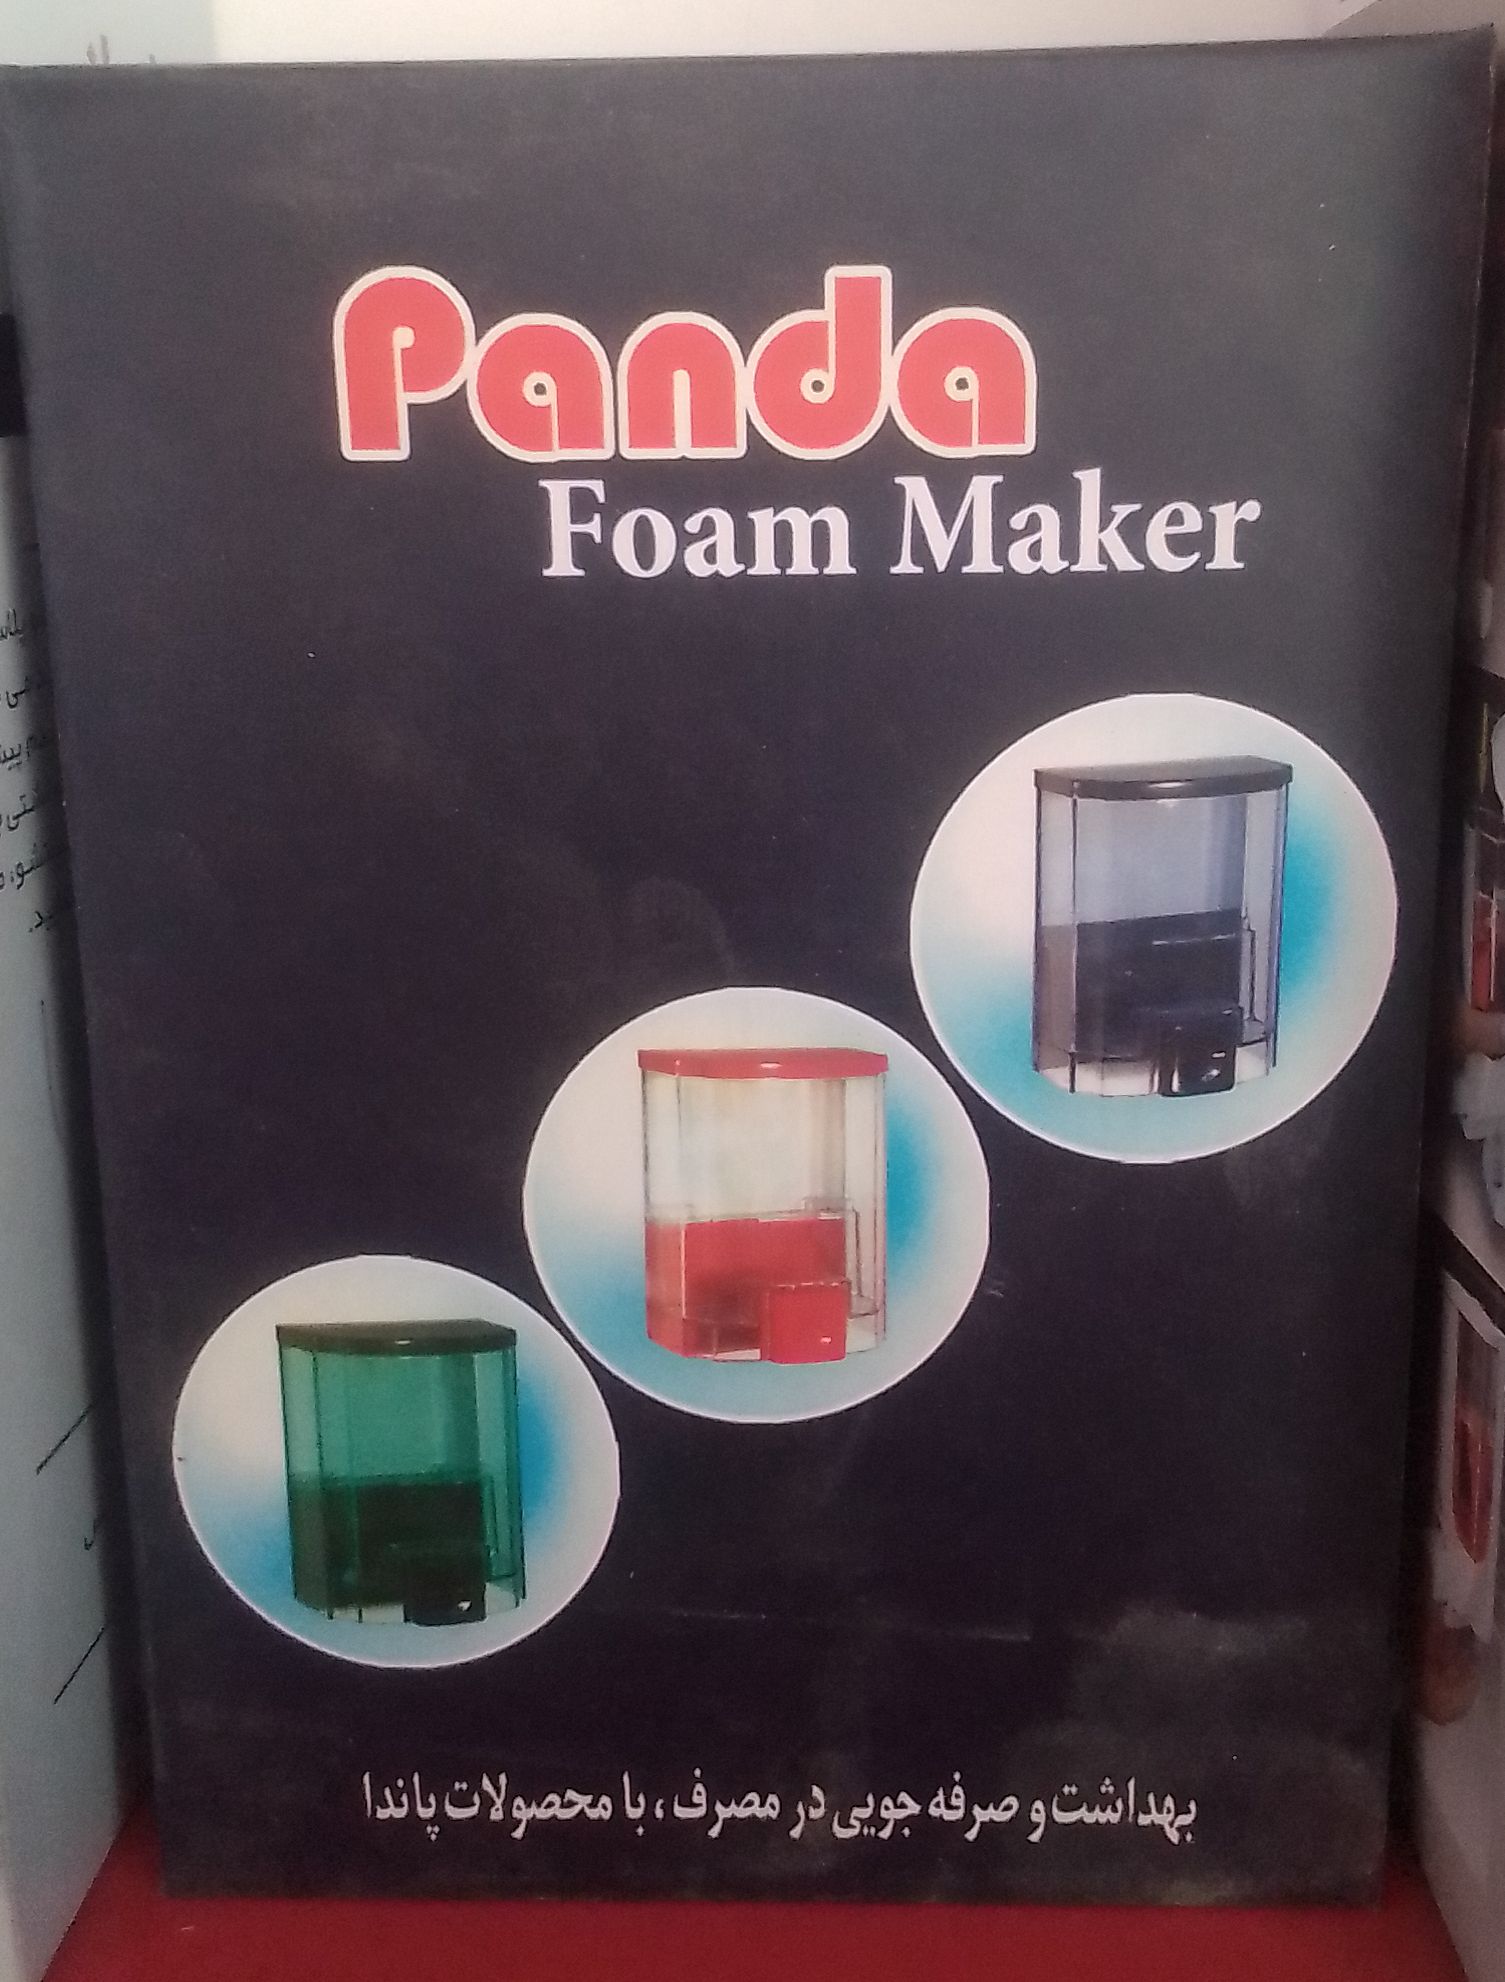 Panda
Foam Maker
بهداشت و صرفه جویی در مصرف، با محصولات پاندا